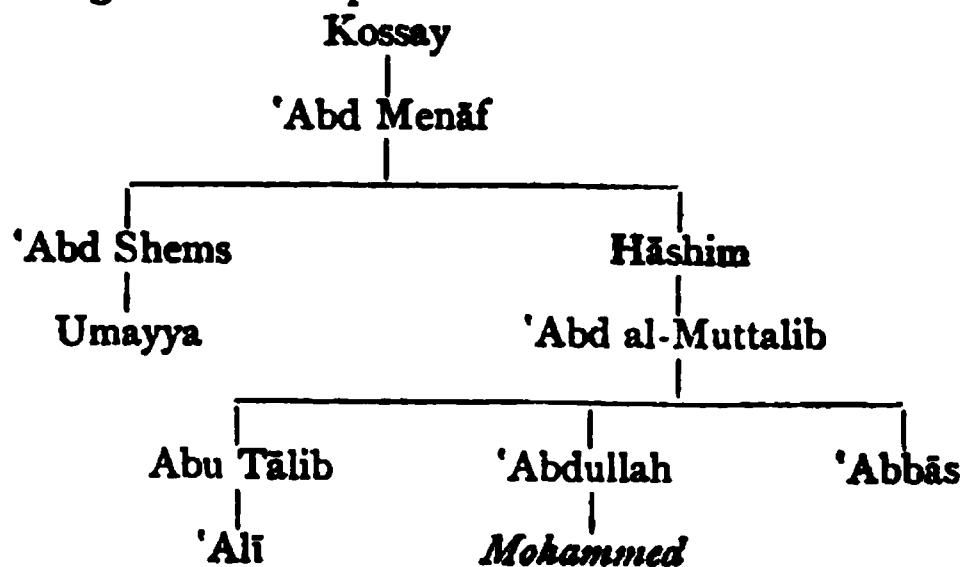 Kossay
‘Abd Menāf
‘Abd Shems Hāshim
Umayya ‘Abd al-Muttalib
Abu Tālib ‘Abdullah ‘Abbās
‘Alī Mohammed